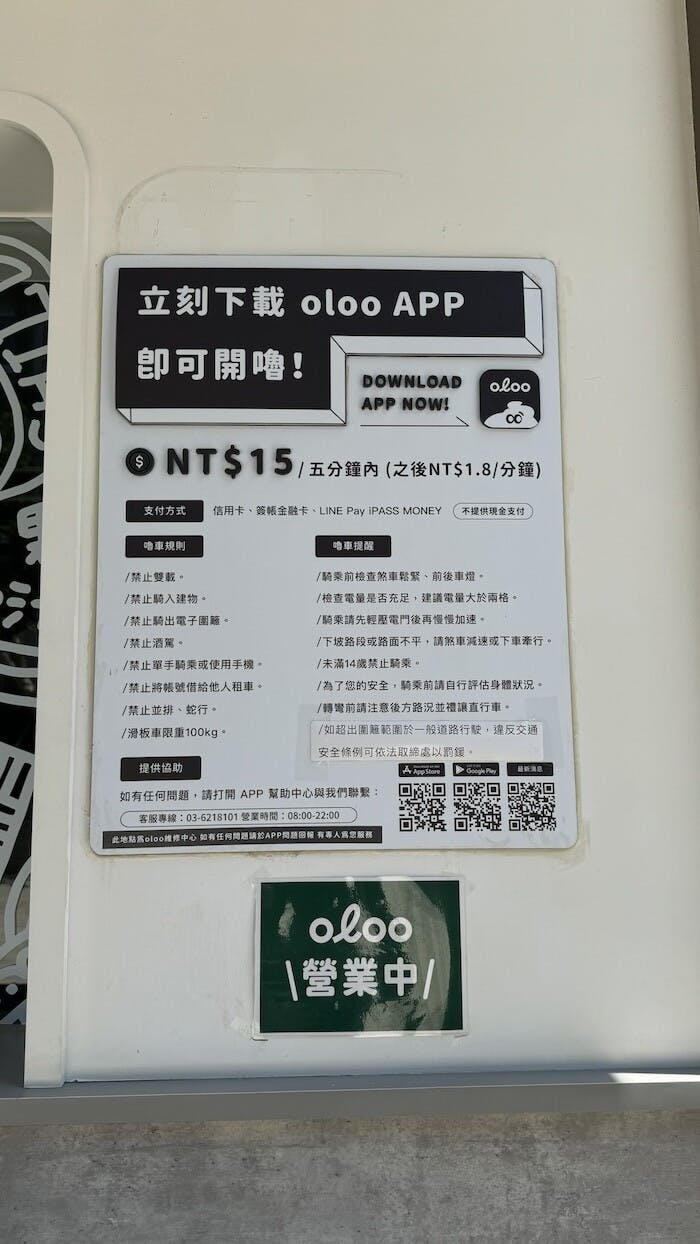 立刻下載 oloo APP
即可開嚕!
DOWNLOAD
APP NOW!
oloo
$ NT$15/五分鐘內 (之後NT$1.8/分鐘)
支付方式 信用卡、簽帳金融卡、LINE Pay iPASS MONEY 不提供現金支付
嚕車規則
/禁止雙載。
/禁止騎入建物。
/禁止騎出電子圍籬。
/禁止酒駕。
/禁止單手騎乘或使用手機。
/禁止將帳號借給他人租車。
/禁止並排、蛇行。
/滑板車限重100kg。
嚕車提醒
/騎乘前檢查煞車鬆緊、前後車燈。
/檢查電量是否充足，建議電量大於兩格。
/騎乘請先輕壓電門後再慢慢加速。
/下坡路段或路面不平，請煞車減速或下車牽行。
/未滿14歲禁止騎乘。
/為了您的安全，騎乘前請自行評估身體狀況。
/轉彎前請注意後方路況並禮讓直行車。
/如超出圍籬範圍於一般道路行駛，違反交通
安全條例可依法取締處以罰鍰。
提供協助
如有任何問題，請打開 APP 幫助中心與我們聯繫：
客服專線：03-6218101 營業時間：08:00-22:00
此地點為oloo維修中心 如有任何問題請於APP問題回報 有專人為您服務
App Store
Google Play
最新消息
oloo
\營業中/